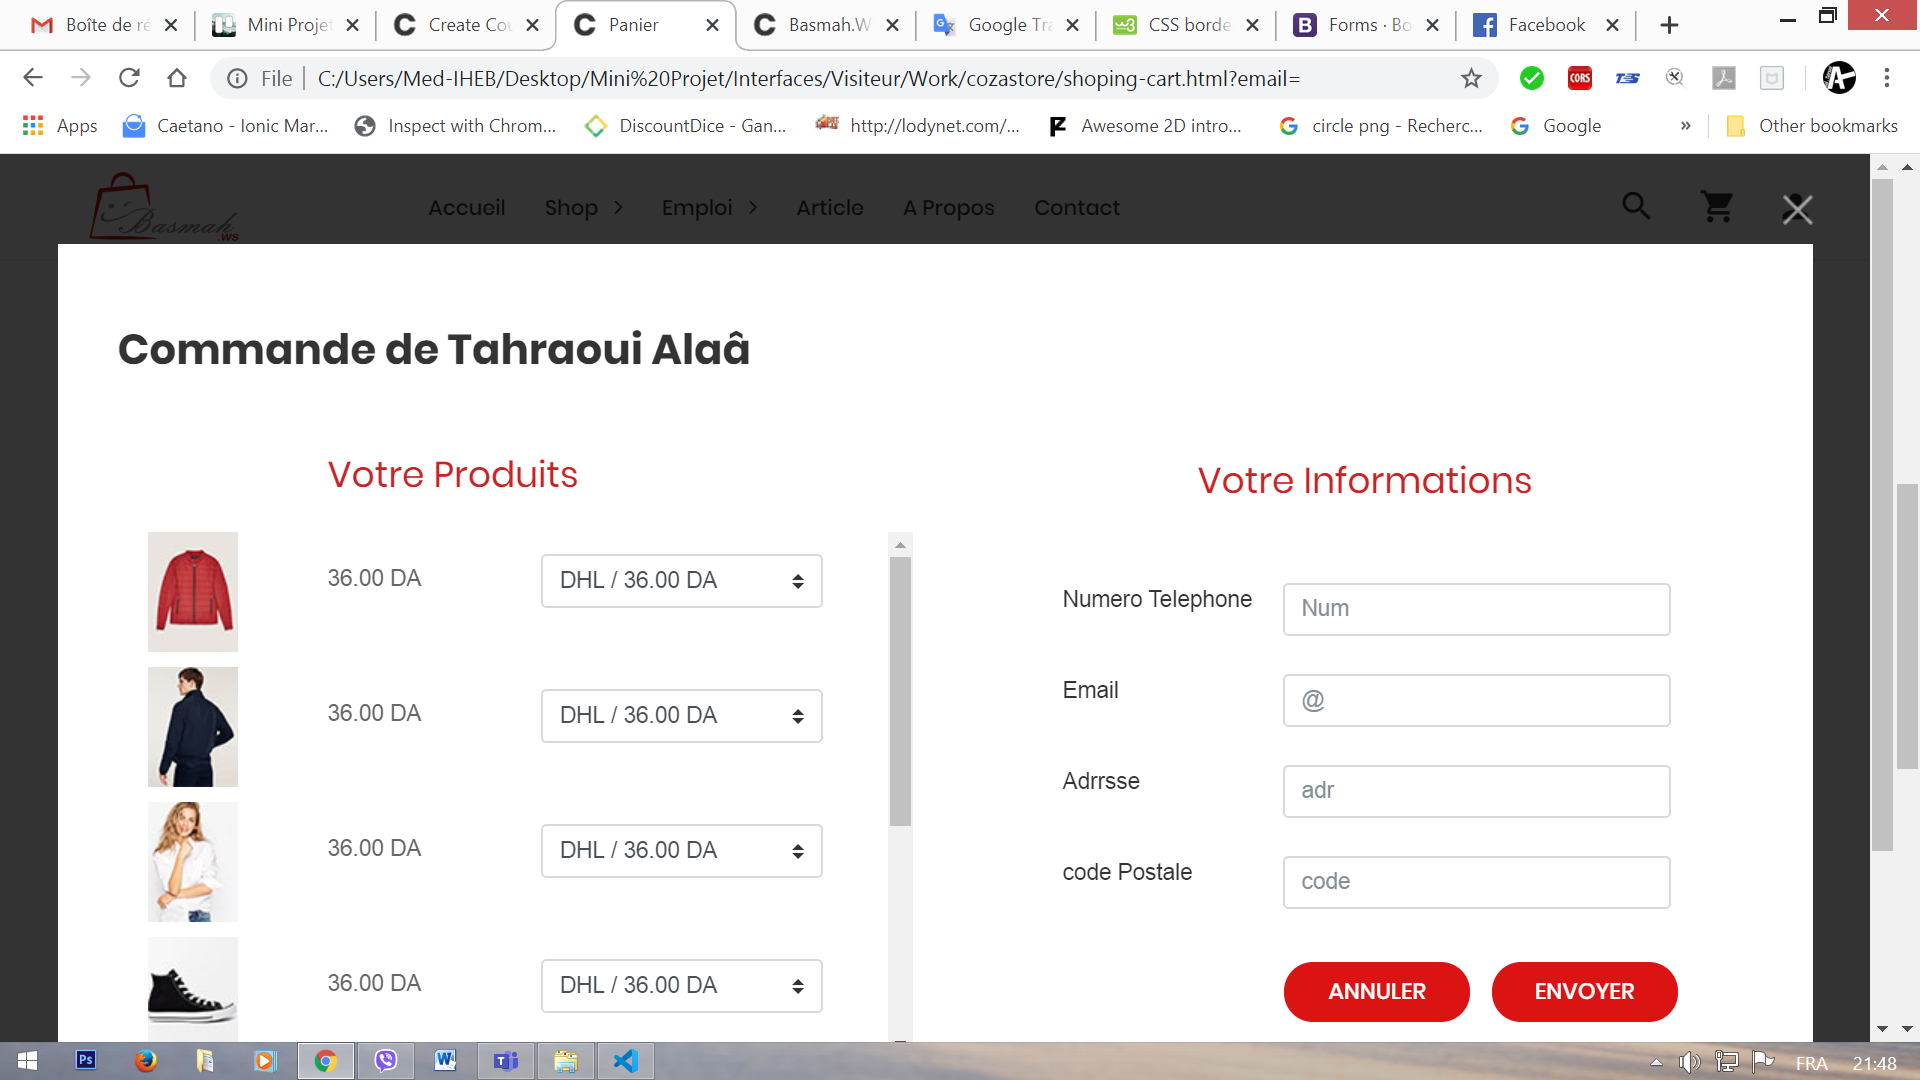 Boîte de ré
Mini Projet
Create Cou
Panier
Basmah.W
Google Tra
CSS borde
Forms · Bo
Facebook
File
C:/Users/Med-IHEB/Desktop/Mini%20Projet/Interfaces/Visiteur/Work/cozastore/shoping-cart.html?email=
CORS
Apps
Caetano - Ionic Mar...
Inspect with Chrom...
DiscountDice - Gan...
http://lodynet.com/...
Awesome 2D intro...
circle png - Recherc...
Google
»
Other bookmarks
Basmah.ws
Accueil
Shop
Emploi
Article
A Propos
Contact
Commande de Tahraoui Alaâ
Votre Produits
36.00 DA
DHL / 36.00 DA
36.00 DA
DHL / 36.00 DA
36.00 DA
DHL / 36.00 DA
36.00 DA
DHL / 36.00 DA
Votre Informations
Numero Telephone
Num
Email
@
Adrrsse
adr
code Postale
code
ANNULER
ENVOYER
Ps
FRA
21:48